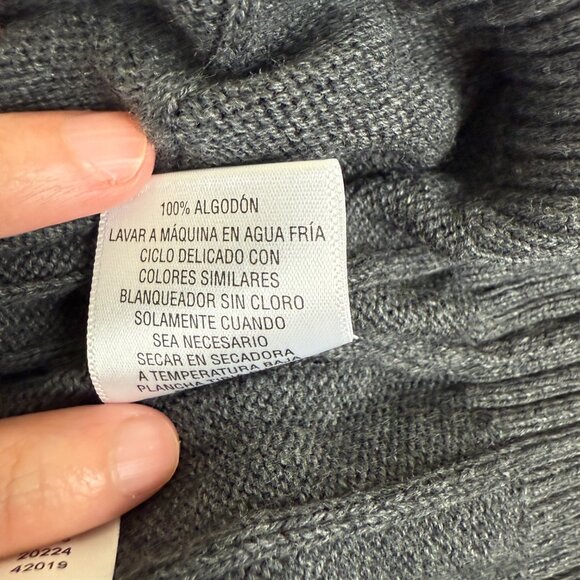 100% ALGODÓN
LAVAR A MÁQUINA EN AGUA FRÍA
CICLO DELICADO CON
COLORES SIMILARES
BLANQUEADOR SIN CLORO
SOLAMENTE CUANDO
SEA NECESARIO
SECAR EN SECADORA
A TEMPERATURA BAJA
PLANCHA
20224
42019